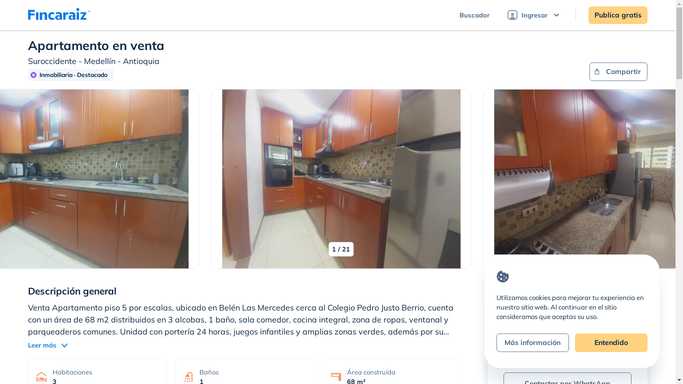 Fincaraiz
Buscador
Ingresar
Publica gratis
Apartamento en venta
Suroccidente - Medellín - Antioquia
Inmobiliaria - Destacado
Compartir
1 / 21
Descripción general
Venta Apartamento piso 5 por escalas, ubicado en Belén Las Mercedes cerca al Colegio Pedro Justo Berrio, cuenta
con un área de 68 m2 distribuidos en 3 alcobas, 1 baño, sala comedor, cocina integral, zona de ropas, ventanal y
parqueaderos comunes. Unidad con portería 24 horas, juegos infantiles y amplias zonas verdes, además por su...
Leer más
Habitaciones
3
Baños
1
Área construida
68 m²
Utilizamos cookies para mejorar tu experiencia en
nuestro sitio web. Al continuar en el sitio
consideramos que aceptas su uso.
Más información
Entendido
Contactar por WhatsApp